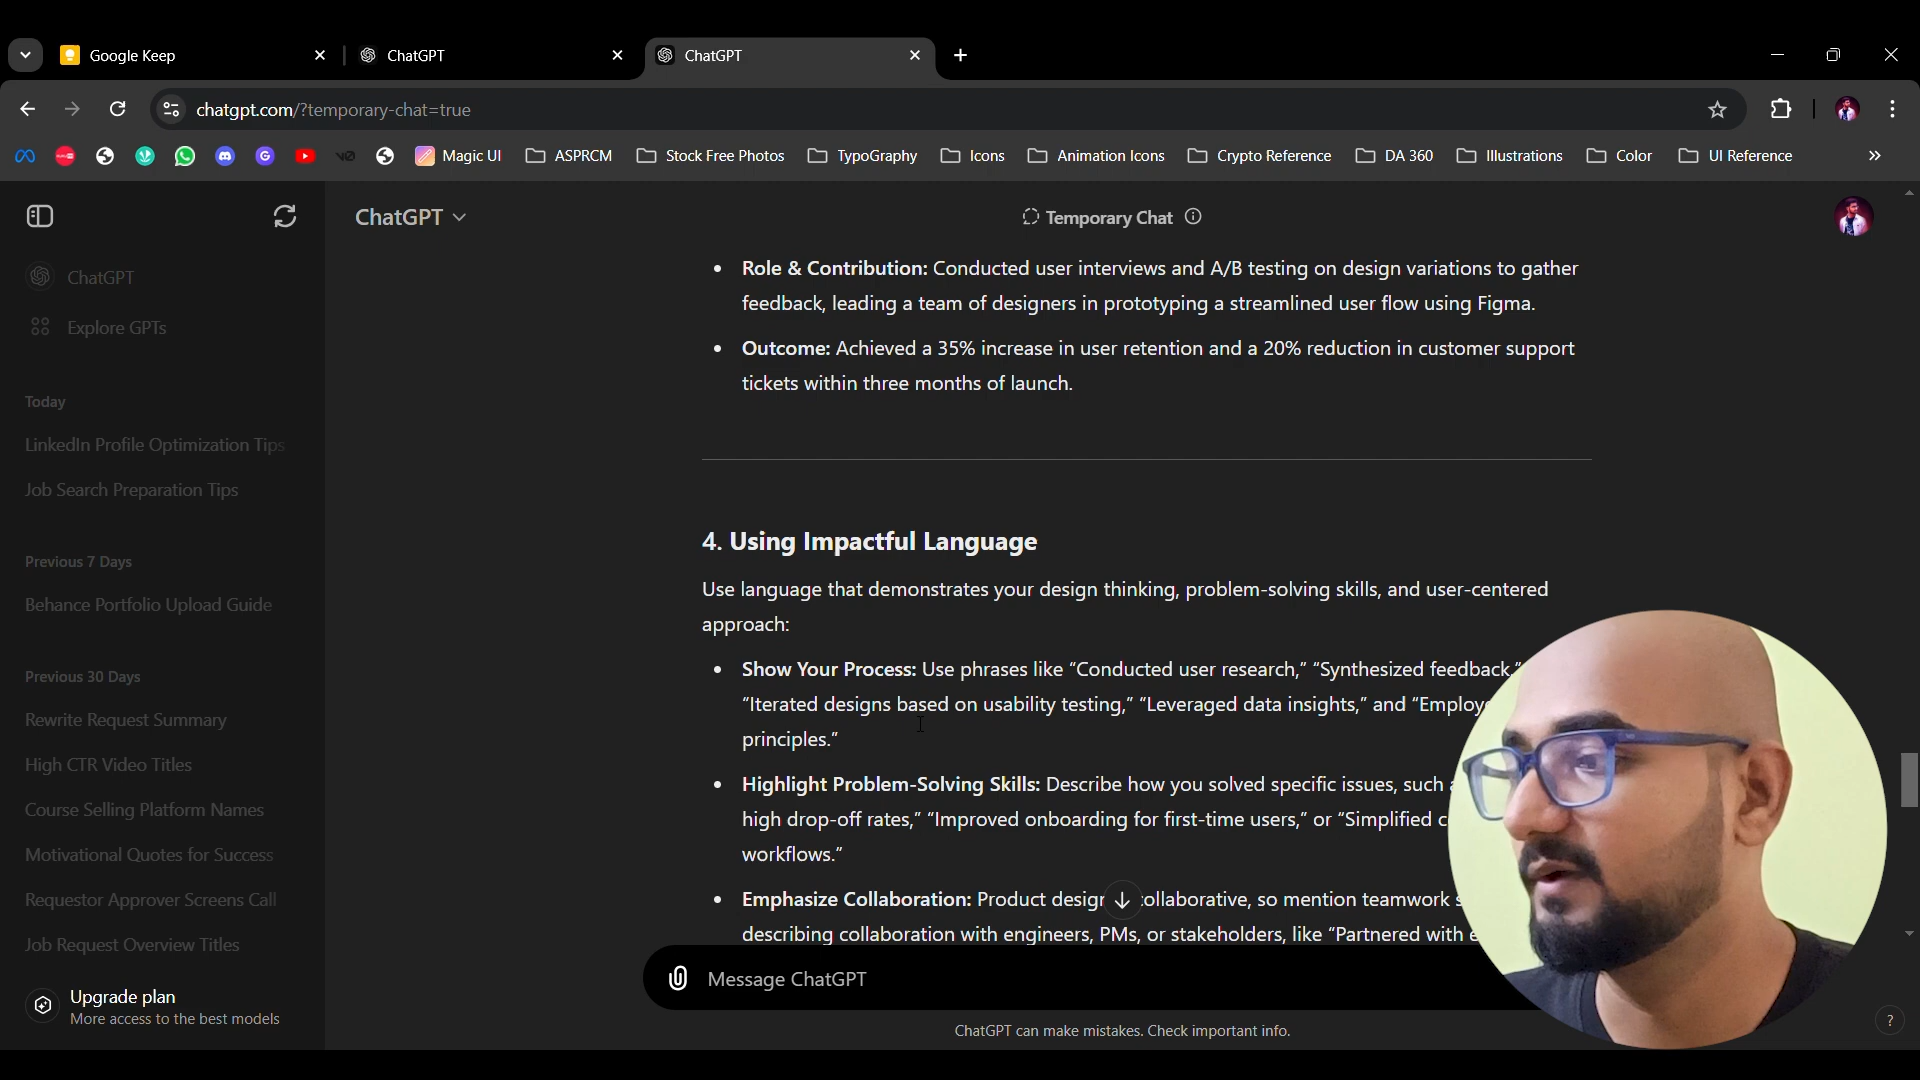 Google Keep
ChatGPT
ChatGPT
chatgpt.com/?temporary-chat=true
Magic UI
ASPRCM
Stock Free Photos
TypoGraphy
Icons
Animation Icons
Crypto Reference
DA 360
Illustrations
Color
UI Reference
ChatGPT
Temporary Chat
ChatGPT
Explore GPTs
Today
LinkedIn Profile Optimization Tips
Job Search Preparation Tips
Previous 7 Days
Behance Portfolio Upload Guide
Previous 30 Days
Rewrite Request Summary
High CTR Video Titles
Course Selling Platform Names
Motivational Quotes for Success
Requestor Approver Screens Call
Job Request Overview Titles
Upgrade plan
More access to the best models
• Role & Contribution: Conducted user interviews and A/B testing on design variations to gather
feedback, leading a team of designers in prototyping a streamlined user flow using Figma.
• Outcome: Achieved a 35% increase in user retention and a 20% reduction in customer support
tickets within three months of launch.
4. Using Impactful Language
Use language that demonstrates your design thinking, problem-solving skills, and user-centered
approach:
• Show Your Process: Use phrases like “Conducted user research,” “Synthesized feedback,”
“Iterated designs based on usability testing,” “Leveraged data insights,” and
principles.”
• Highlight Problem-Solving Skills: Describe how you solved specific issues, such
high drop-off rates,” “Improved onboarding for first-time users,” or “Simplified
workflows.”
• Emphasize Collaboration: Product collaborative, so mention teamwork
describing collaboration with engineers, PMs, or stakeholders, like “Partnered with
Message ChatGPT
ChatGPT can make mistakes. Check important info.
?